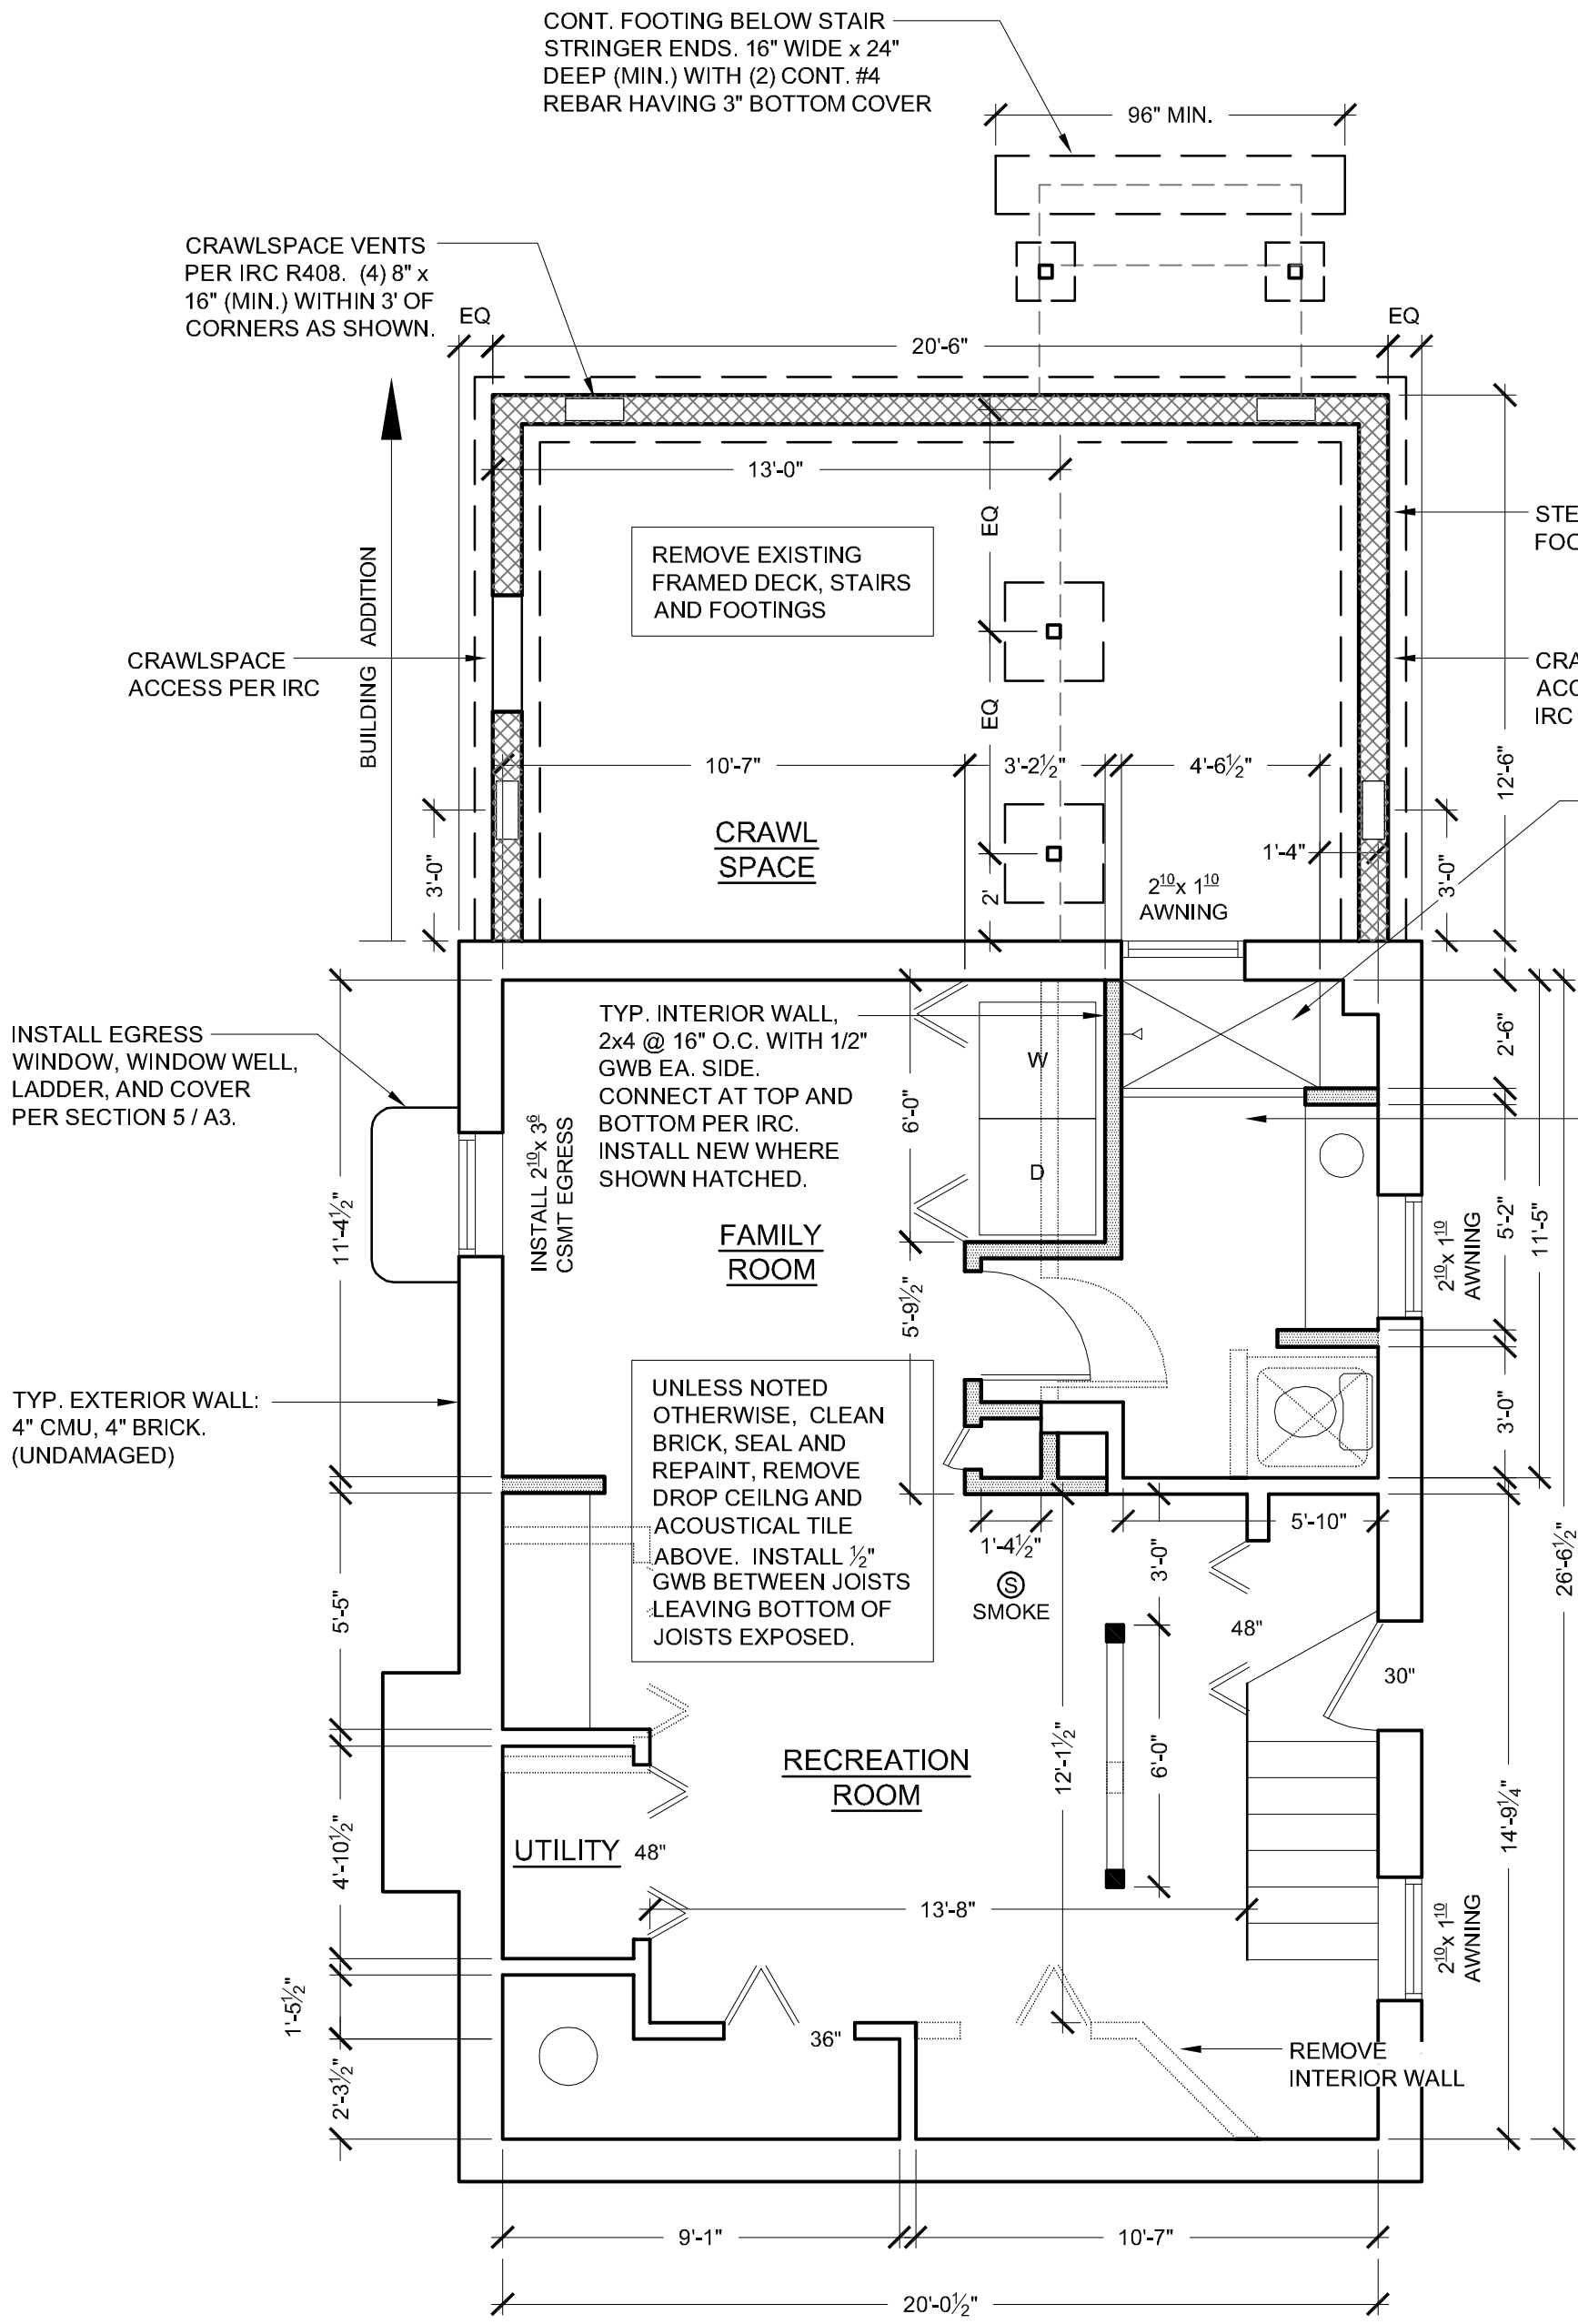 CONT. FOOTING BELOW STAIR
STRINGER ENDS. 16" WIDE x 24"
DEEP (MIN.) WITH (2) CONT. #4
REBAR HAVING 3" BOTTOM COVER
96" MIN.
CRAWLSPACE VENTS
PER IRC R408. (4) 8" x
16" (MIN.) WITHIN 3' OF
CORNERS AS SHOWN.
EQ
20'-6"
EQ
13'-0"
EQ
REMOVE EXISTING
FRAMED DECK, STAIRS
AND FOOTINGS
STE
FOO
BUILDING ADDITION
CRAWLSPACE
ACCESS PER IRC
CRA
ACC
IRC
EQ
10'-7"
3'-2½"
4'-6½"
12'-6"
CRAWL
SPACE
1'-4"
3'-0"
2'
2¹⁰x 1¹⁰
AWNING
3'-0"
INSTALL EGRESS
WINDOW, WINDOW WELL,
LADDER, AND COVER
PER SECTION 5 / A3.
TYP. INTERIOR WALL,
2x4 @ 16" O.C. WITH 1/2"
GWB EA. SIDE.
CONNECT AT TOP AND
BOTTOM PER IRC.
INSTALL NEW WHERE
SHOWN HATCHED.
W
D
6'-0"
2'-6"
INSTALL 2¹⁰x 3⁶
CSMT EGRESS
11'-4½"
FAMILY
ROOM
5'-2"
11'-5"
2¹⁰x 1¹⁰
AWNING
5'-9½"
TYP. EXTERIOR WALL:
4" CMU, 4" BRICK.
(UNDAMAGED)
UNLESS NOTED
OTHERWISE, CLEAN
BRICK, SEAL AND
REPAINT, REMOVE
DROP CEILNG AND
ACOUSTICAL TILE
ABOVE. INSTALL ½"
GWB BETWEEN JOISTS
LEAVING BOTTOM OF
JOISTS EXPOSED.
3'-0"
1'-4½"
5'-10"
3'-0"
S
SMOKE
26'-6½"
5'-5"
48"
30"
RECREATION
ROOM
12'-1½"
6'-0"
14'-9¼"
4'-10½"
UTILITY
48"
13'-8"
2¹⁰x 1¹⁰
AWNING
1'-5½"
36"
REMOVE
INTERIOR WALL
2'-3½"
9'-1"
10'-7"
20'-0½"